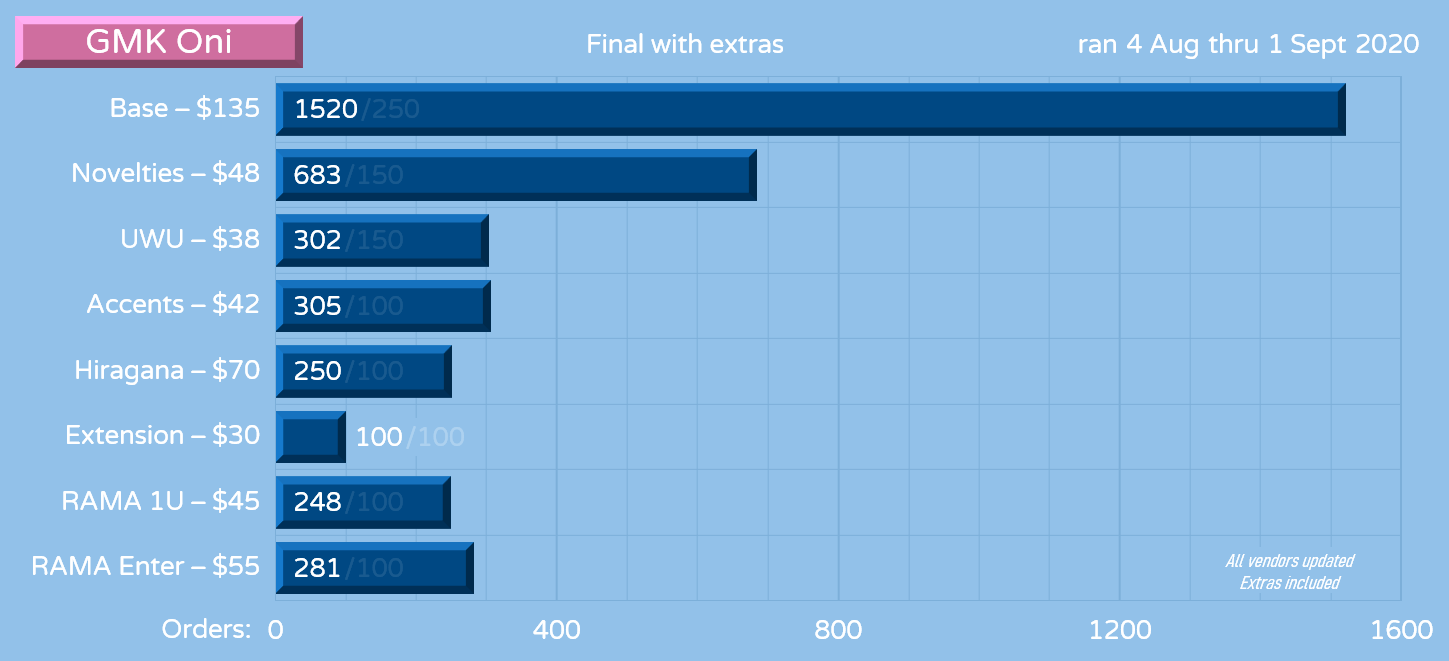 GMK Oni
Final with extras
ran 4 Aug thru 1 Sept 2020
Base – $135 1520/250
Novelties – $48 683/150
UWU – $38 302/150
Accents – $42 305/100
Hiragana – $70 250/100
Extension – $30 100/100
RAMA 1U – $45 248/100
RAMA Enter – $55 281/100
All vendors updated
Extras included
Orders: 0 400 800 1200 1600